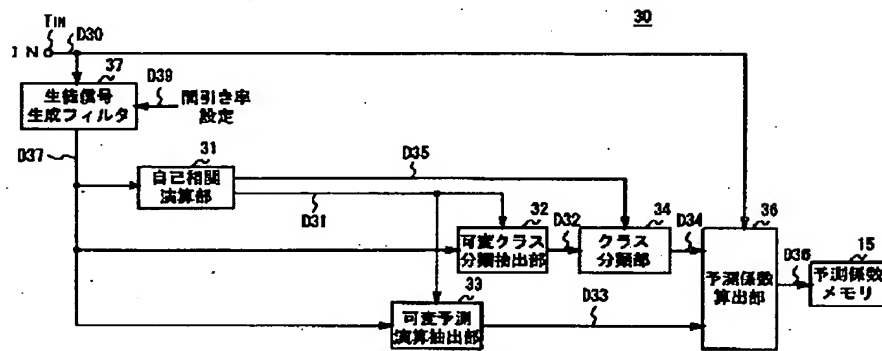 30
TIN
IN
D30
37
生徒信号
生成フィルタ
D39
間引き率
設定
D37
31
自己相関
演算部
D35
D31
32
可変クラス
分類抽出部
D32
34
クラス
分類部
D34
36
予測係数
算出部
D36
15
予測係数
メモリ
33
可変予測
演算抽出部
D33